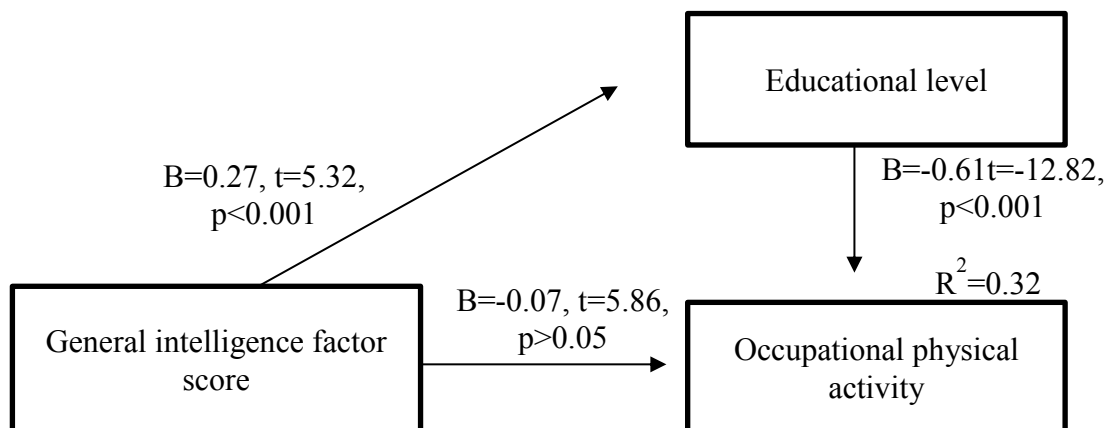 Educational level
B=0.27, t=5.32,
p<0.001
B=-0.61t=-12.82,
p<0.001
R²=0.32
B=-0.07, t=5.86,
p>0.05
General intelligence factor
score
Occupational physical
activity